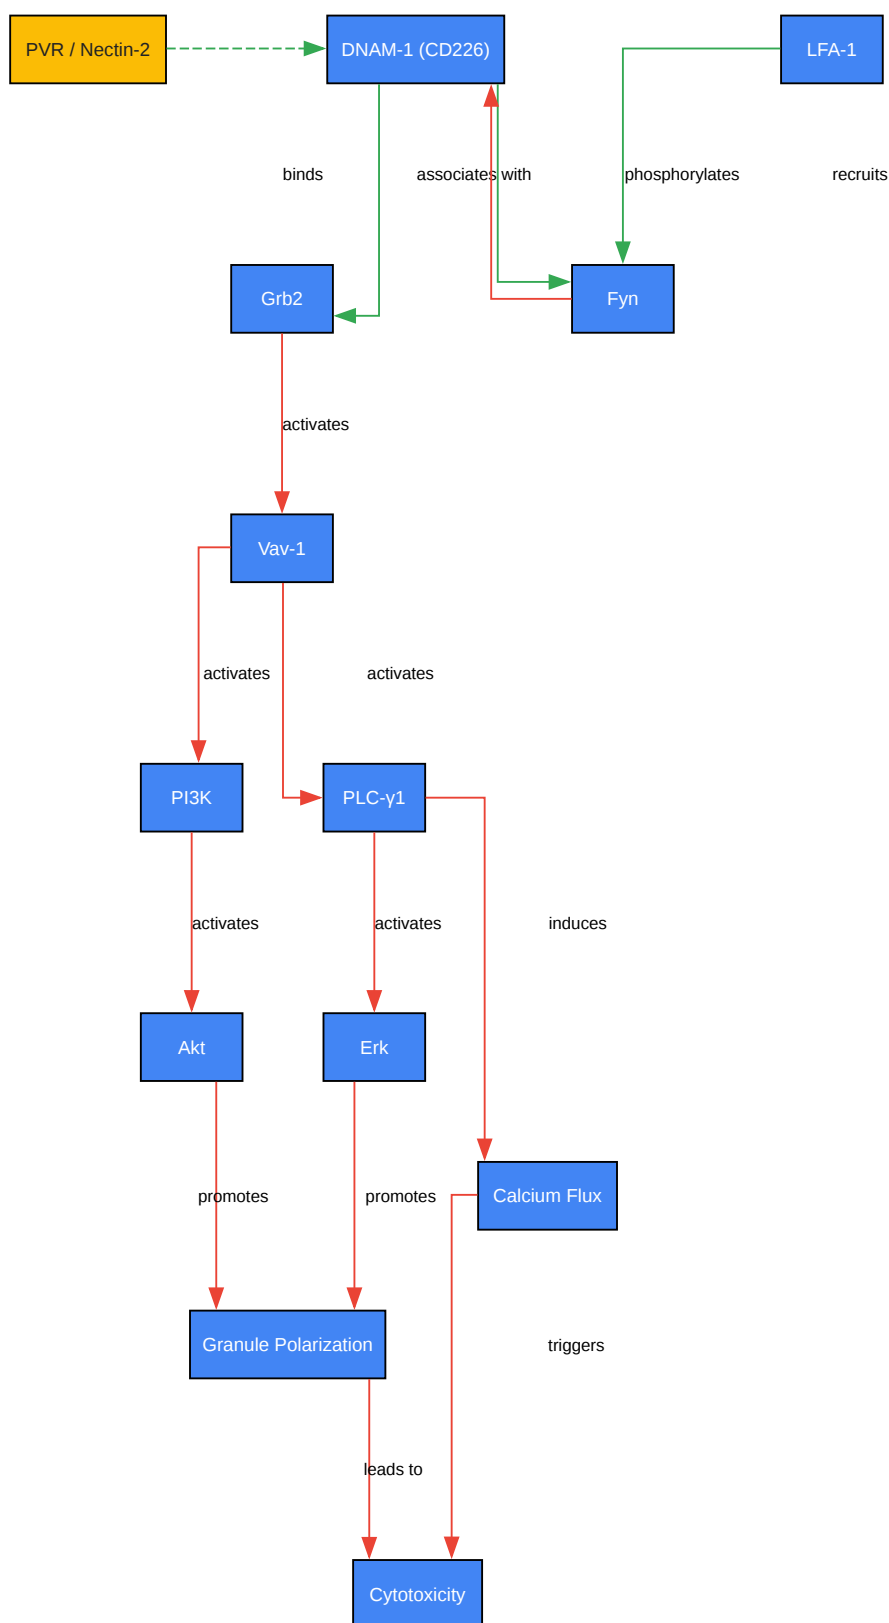 PVR / Nectin-2
DNAM-1 (CD226)
LFA-1
binds
associates with
phosphorylates
recruits
Grb2
Fyn
activates
Vav-1
activates
activates
PI3K
PLC-γ1
activates
activates
induces
Akt
Erk
promotes
promotes
Calcium Flux
Granule Polarization
triggers
leads to
Cytotoxicity